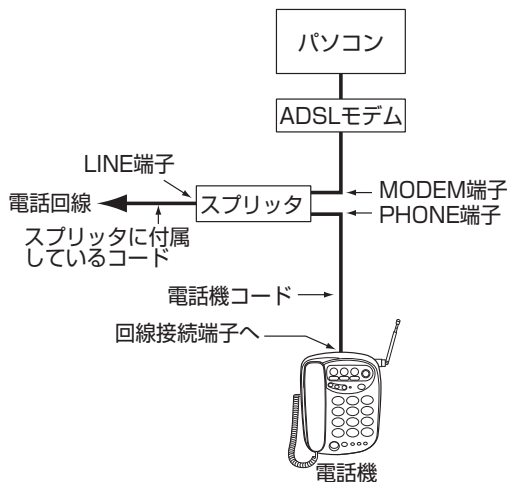 パソコン
ADSLモデム
LINE端子
MODEM端子
電話回線
スプリッタ
PHONE端子
スプリッタに付属
しているコード
電話機コード
回線接続端子へ
電話機